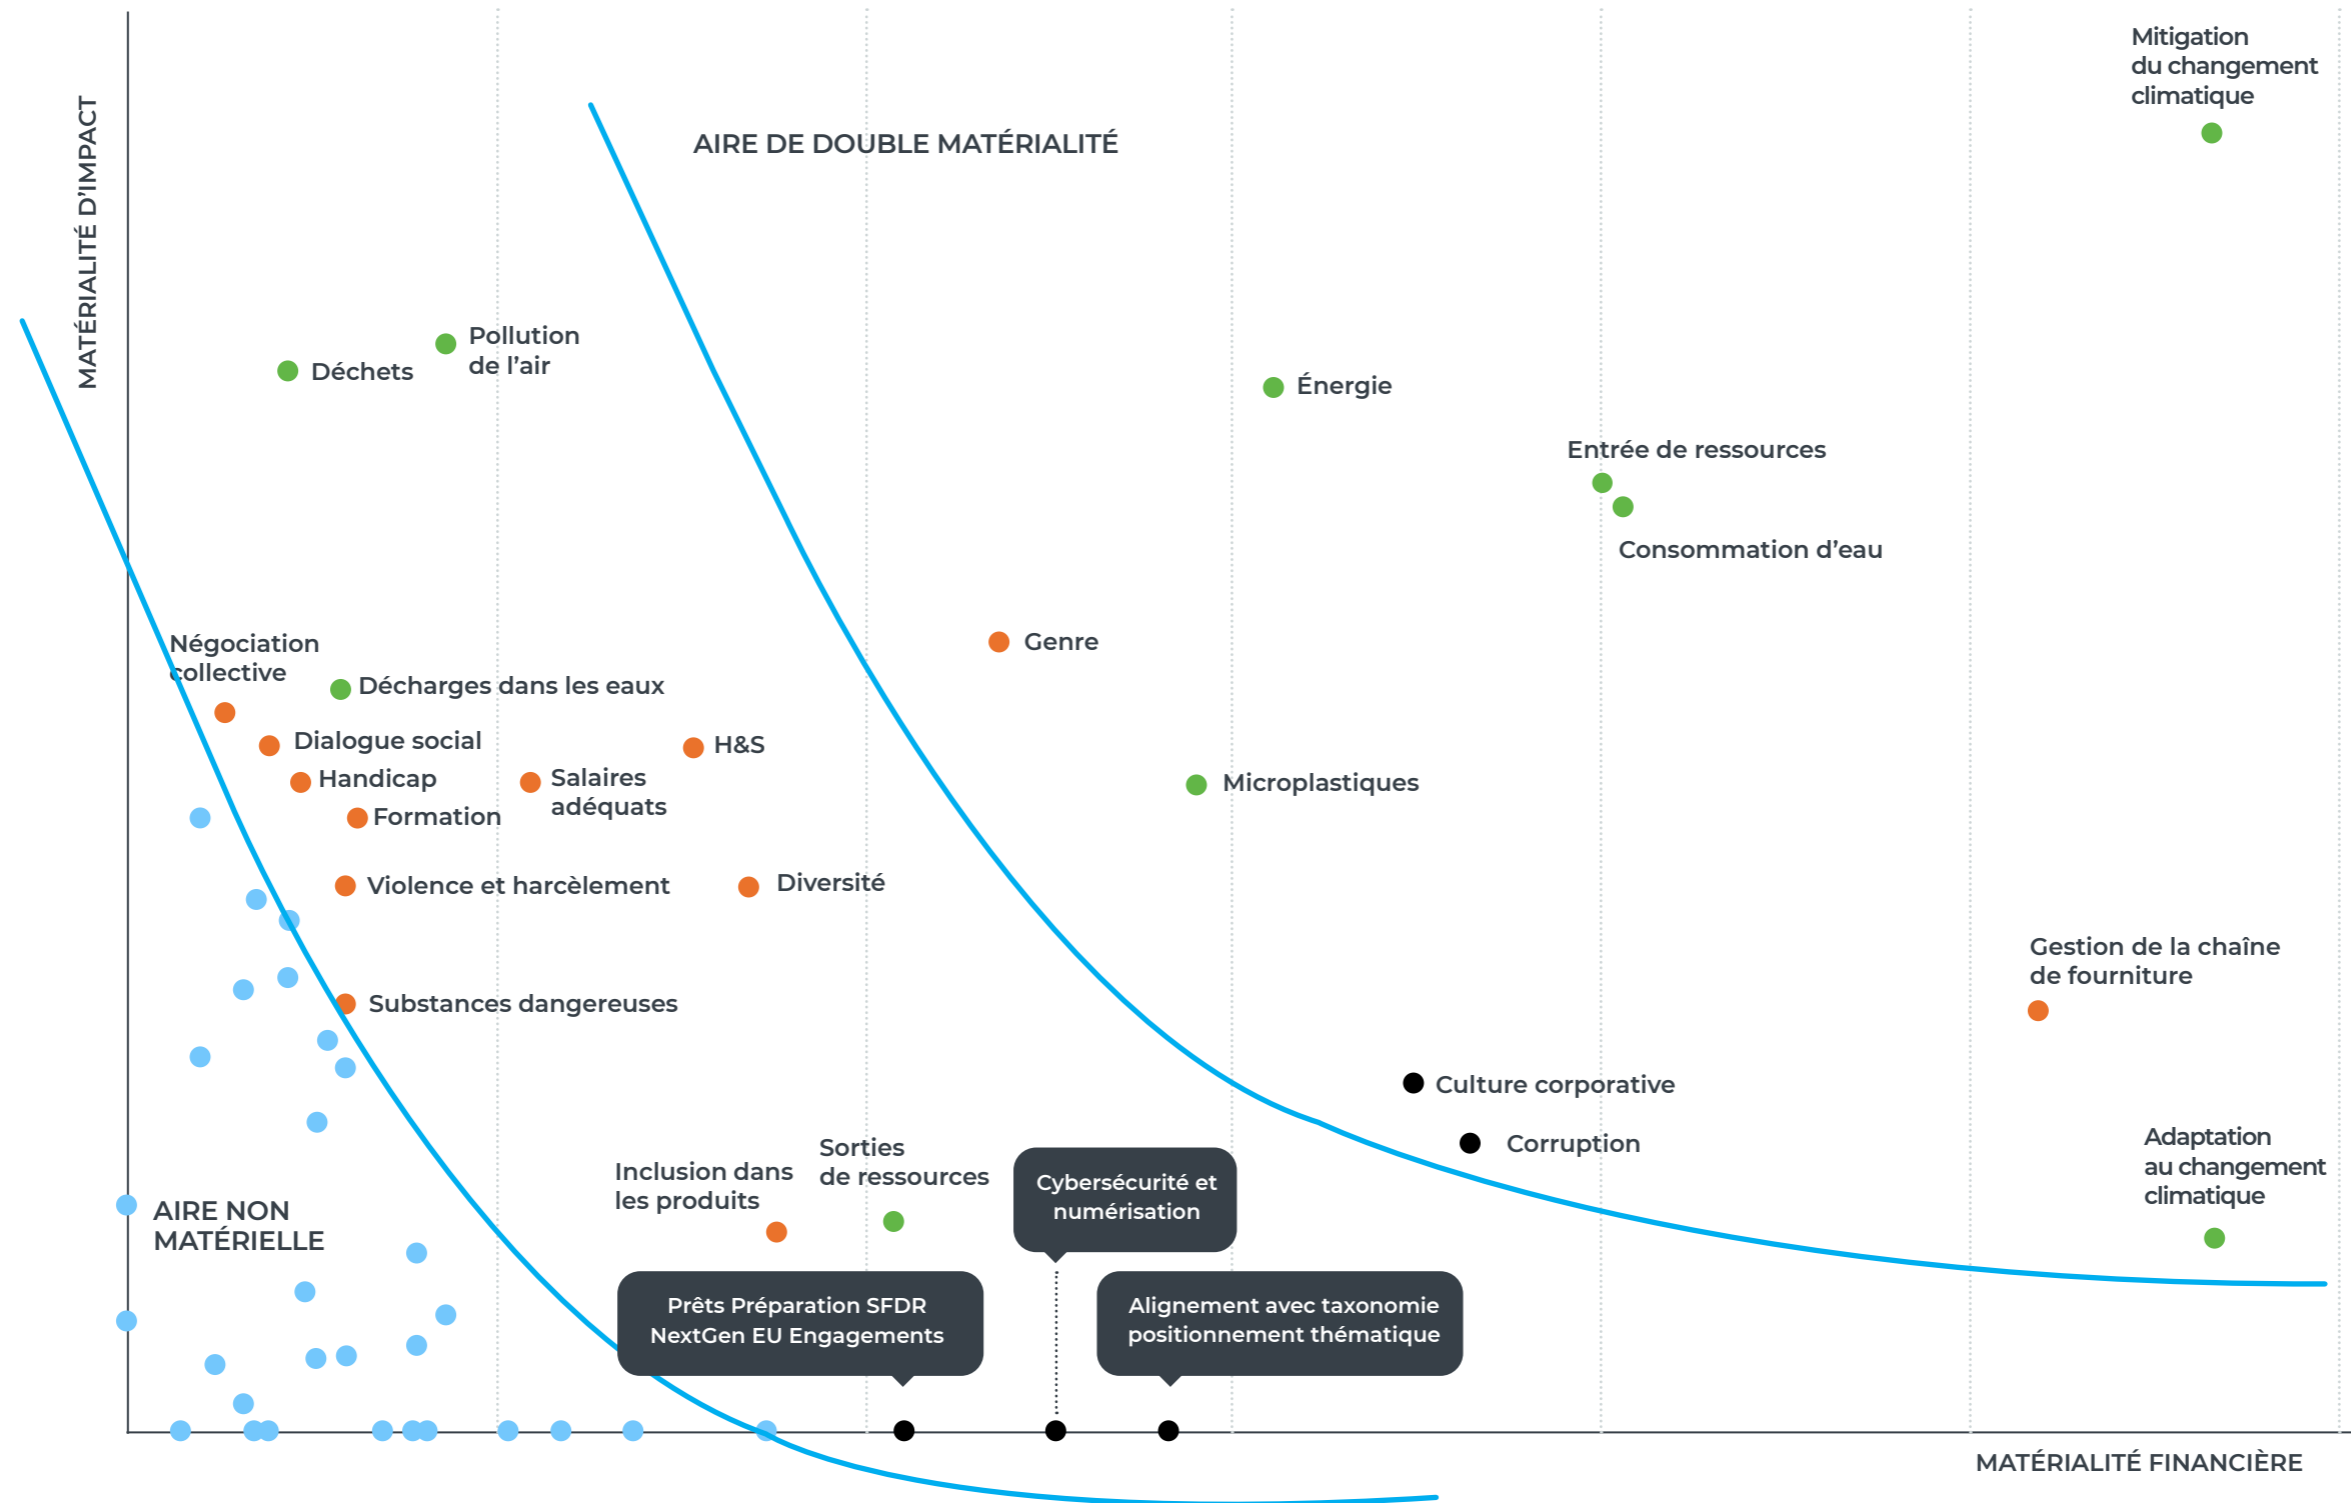 Mitigation
du changement
climatique
MATÉRIALITÉ D'IMPACT
AIRE DE DOUBLE MATÉRIALITÉ
Pollution
de l'air
Déchets
Énergie
Entrée de ressources
Consommation d'eau
Négociation
collective
Genre
Décharges dans les eaux
Dialogue social
H&S
Handicap
Salaires
adéquats
Microplastiques
Formation
Violence et harcèlement
Diversité
Gestion de la chaîne
de fourniture
Substances dangereuses
Culture corporative
Corruption
Adaptation
au changement
climatique
Sorties
de ressources
Inclusion dans
les produits
Cybersécurité et
numérisation
AIRE NON
MATÉRIELLE
Prêts Préparation SFDR
NextGen EU Engagements
Alignement avec taxonomie
positionnement thématique
MATÉRIALITÉ FINANCIÈRE